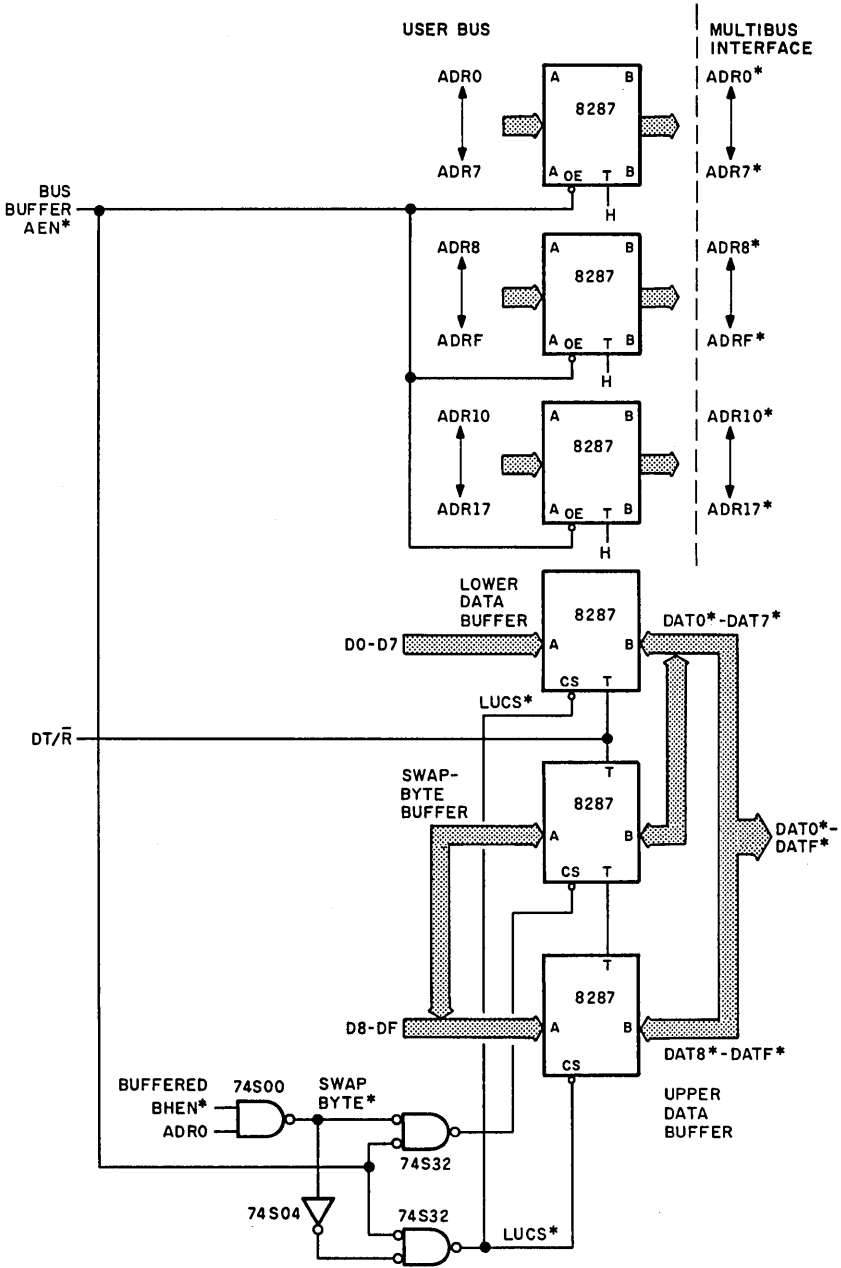 USER BUS
MULTIBUS
INTERFACE
ADR0
A
B
ADR0*
8287
ADR7
A
OE
T
B
ADR7*
H
BUS
BUFFER
AEN*
ADR8
A
B
ADR8*
8287
ADRF
A
OE
T
B
ADRF*
H
ADR10
A
B
ADR10*
8287
ADR17
A
OE
T
B
ADR17*
H
LOWER
DATA
BUFFER
8287
DAT0*-DAT7*
D0-D7
A
B
CS
T
LUCS*
DT/R̅
T
SWAP-
BYTE
BUFFER
8287
A
B
DAT0*-
DATF*
CS
T
T
8287
D8-DF
A
B
DAT8*-DATF*
CS
UPPER
DATA
BUFFER
BUFFERED
BHEN*
ADR0
74S00
SWAP
BYTE*
74S32
74S04
74S32
LUCS*